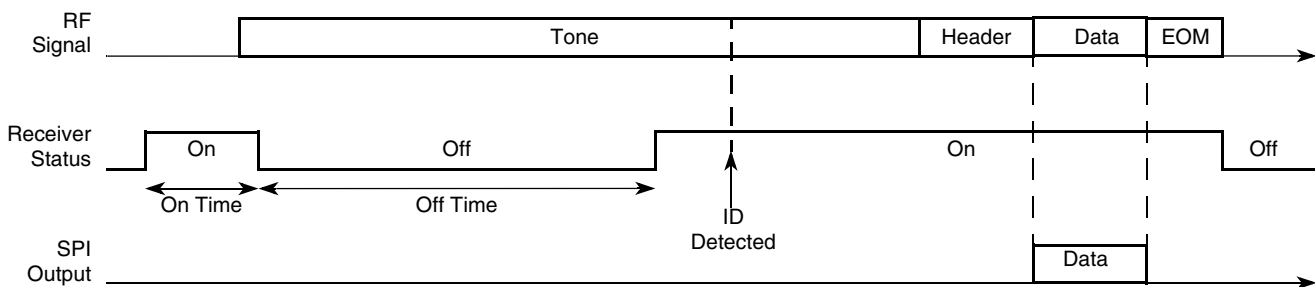 RF
Signal
Tone
Header
Data
EOM
Receiver
Status
On
Off
On
Off
On Time
Off Time
ID
Detected
SPI
Output
Data